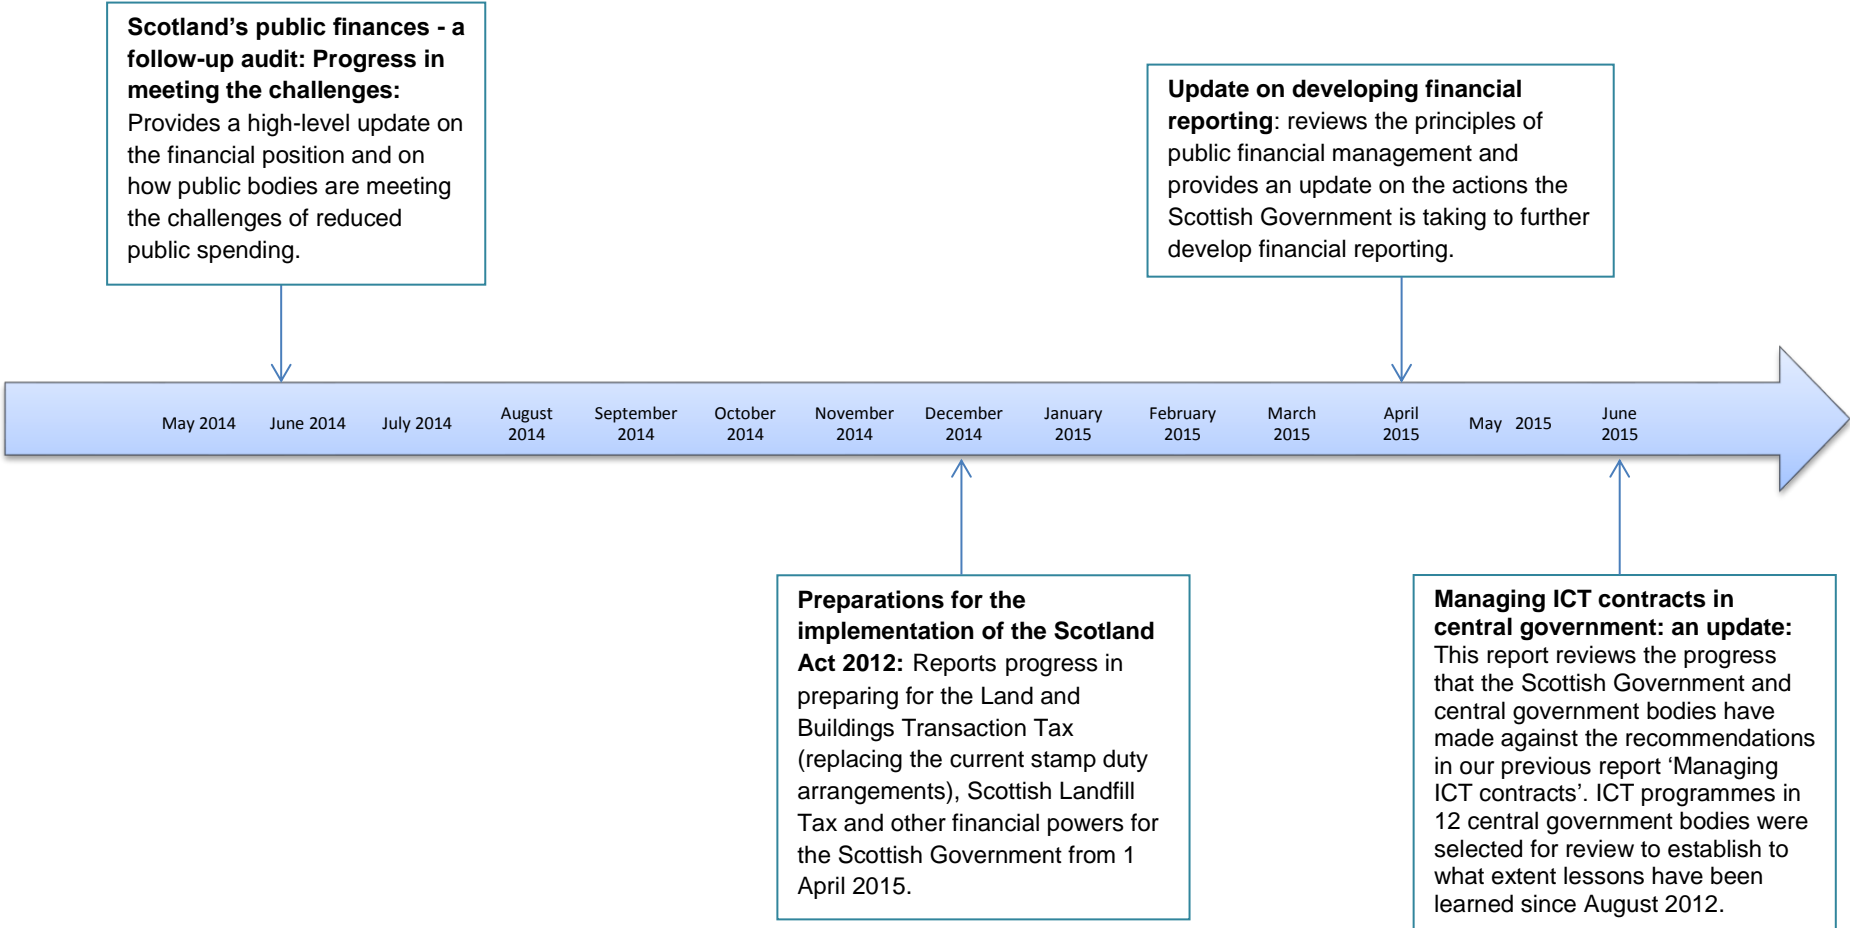 Scotland’s public finances - a
follow-up audit: Progress in
meeting the challenges:
Provides a high-level update on
the financial position and on
how public bodies are meeting
the challenges of reduced
public spending.
Update on developing financial
reporting: reviews the principles of
public financial management and
provides an update on the actions the
Scottish Government is taking to further
develop financial reporting.
May 2014
June 2014
July 2014
August
2014
September
2014
October
2014
November
2014
December
2014
January
2015
February
2015
March
2015
April
2015
May 2015
June
2015
Preparations for the
implementation of the Scotland
Act 2012: Reports progress in
preparing for the Land and
Buildings Transaction Tax
(replacing the current stamp duty
arrangements), Scottish Landfill
Tax and other financial powers for
the Scottish Government from 1
April 2015.
Managing ICT contracts in
central government: an update:
This report reviews the progress
that the Scottish Government and
central government bodies have
made against the recommendations
in our previous report ‘Managing
ICT contracts’. ICT programmes in
12 central government bodies were
selected for review to establish to
what extent lessons have been
learned since August 2012.